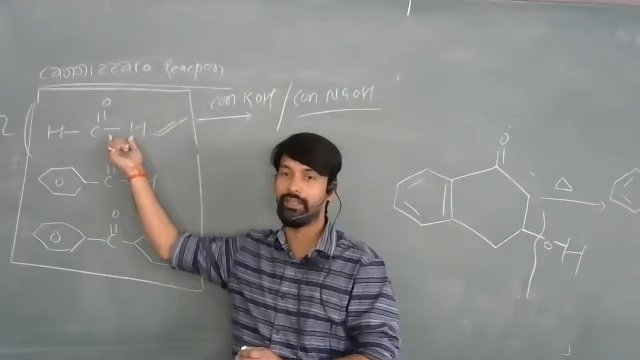 Cannizzaro Reaction
O
H-C-H
Con KOH / Con NaOH
C H
O
C
O
Δ
O-H